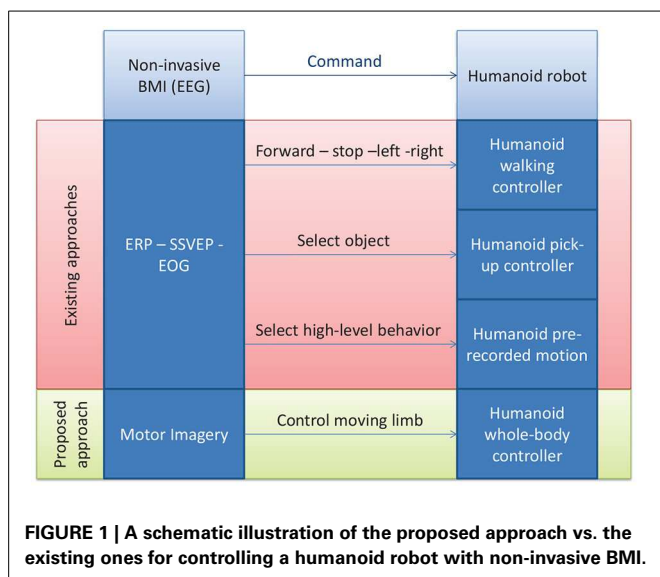 Non-invasive
BMI (EEG)
Command
Humanoid robot
Existing approaches
ERP – SSVEP -
EOG
Forward – stop –left -right
Humanoid
walking
controller
Select object
Humanoid pick-
up controller
Select high-level behavior
Humanoid pre-
recorded motion
Proposed
approach
Motor Imagery
Control moving limb
Humanoid
whole-body
controller
FIGURE 1 | A schematic illustration of the proposed approach vs. the
existing ones for controlling a humanoid robot with non-invasive BMI.